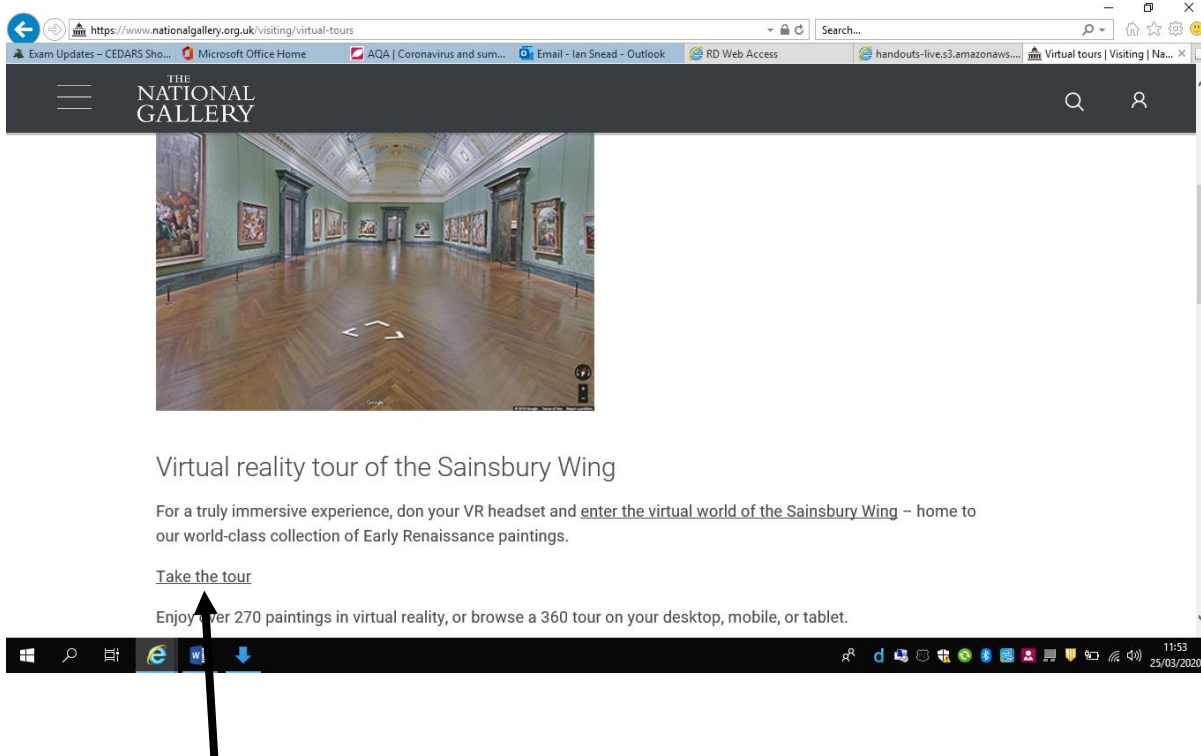 https://www.nationalgallery.org.uk/visiting/virtual-tours
Search...
Exam Updates – CEDARS Sho...
Microsoft Office Home
AQA | Coronavirus and sum...
Email - Ian Snead - Outlook
RD Web Access
handouts-live.s3.amazonaws....
Virtual tours | Visiting | Na...
THE
NATIONAL
GALLERY
Google
Virtual reality tour of the Sainsbury Wing
For a truly immersive experience, don your VR headset and enter the virtual world of the Sainsbury Wing – home to
our world-class collection of Early Renaissance paintings.
Take the tour
Enjoy over 270 paintings in virtual reality, or browse a 360 tour on your desktop, mobile, or tablet.
11:53
25/03/2020